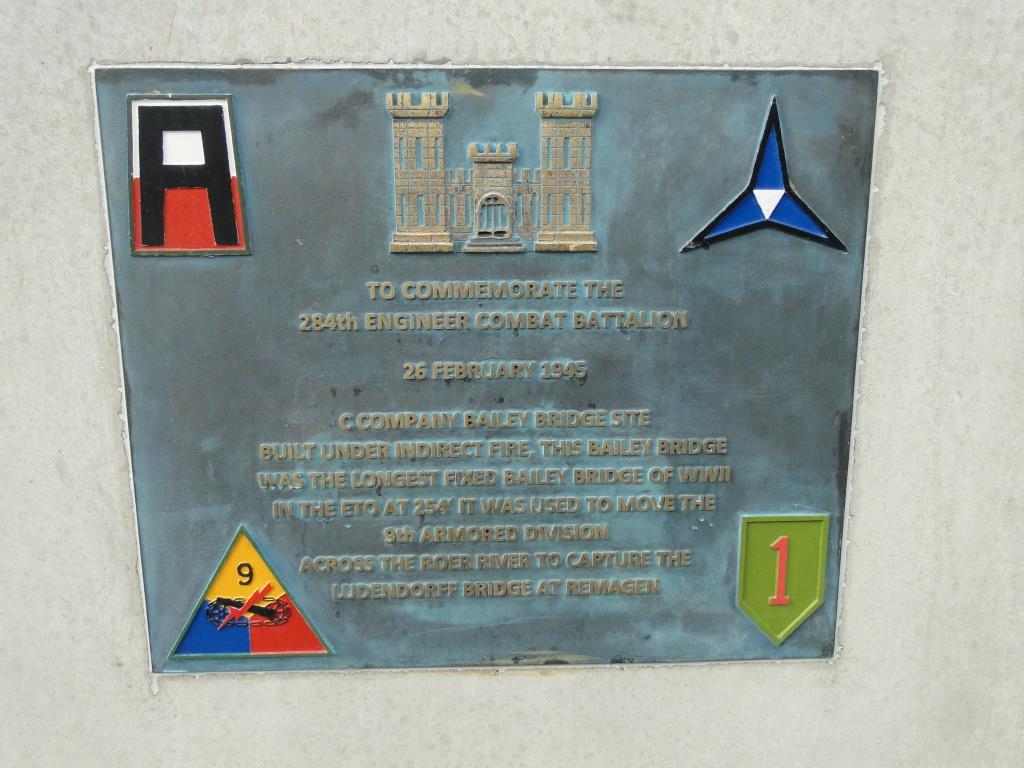 A
TO COMMEMORATE THE
284th ENGINEER COMBAT BATTALION
26 FEBRUARY 1945
C COMPANY BAILEY BRIDGE SITE
BUILT UNDER INDIRECT FIRE, THIS BAILEY BRIDGE
WAS THE LONGEST FIXED BAILEY BRIDGE OF WWII
IN THE ETO AT 254' IT WAS USED TO MOVE THE
9th ARMORED DIVISION
ACROSS THE ROER RIVER TO CAPTURE THE
LUDENDORFF BRIDGE AT REMAGEN
9
1